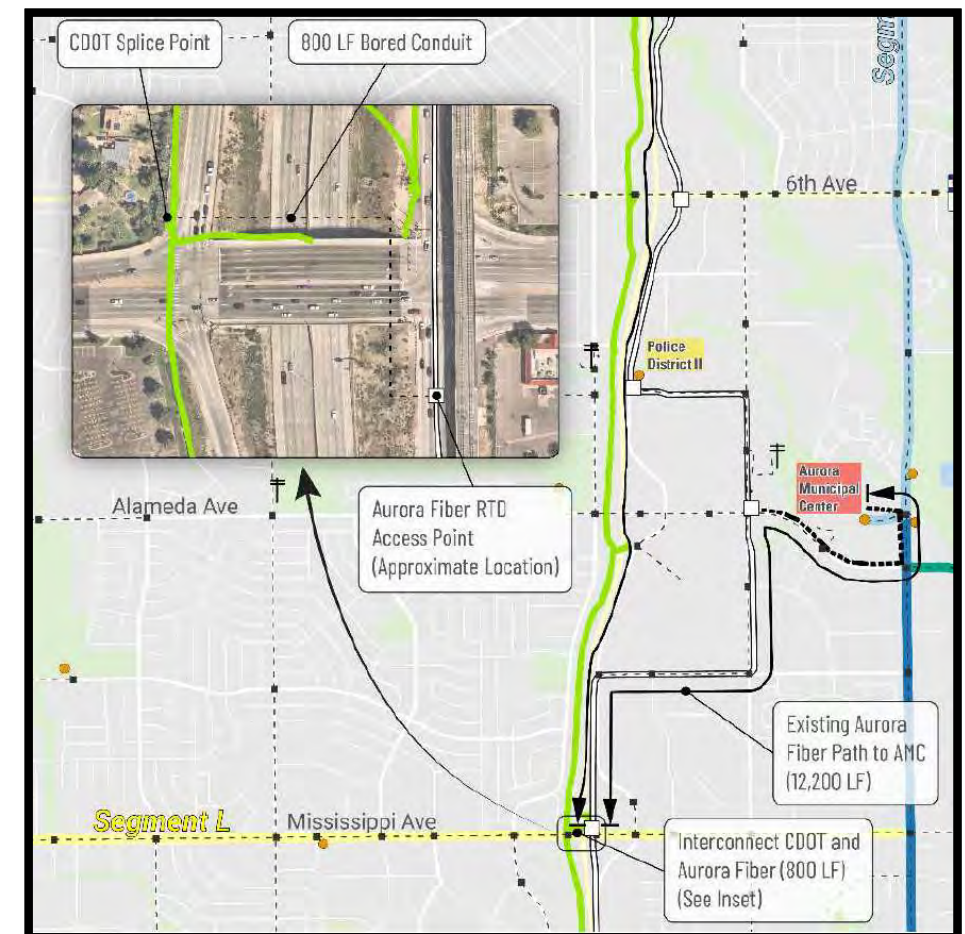 CDOT Splice Point
800 LF Bored Conduit
Segm
6th Ave
Police
District II
Aurora
Municipal
Center
Alameda Ave
Aurora Fiber RTD
Access Point
(Approximate Location)
Existing Aurora
Fiber Path to AMC
(12,200 LF)
Segment L
Mississippi Ave
Interconnect CDOT and
Aurora Fiber (800 LF)
(See Inset)